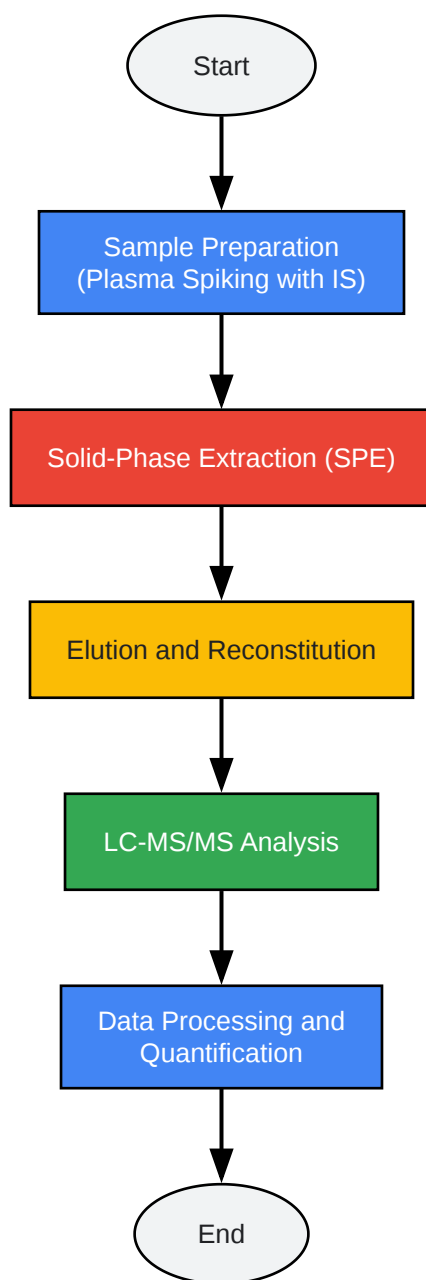 Start
Sample Preparation
(Plasma Spiking with IS)
Solid-Phase Extraction (SPE)
Elution and Reconstitution
LC-MS/MS Analysis
Data Processing and
Quantification
End